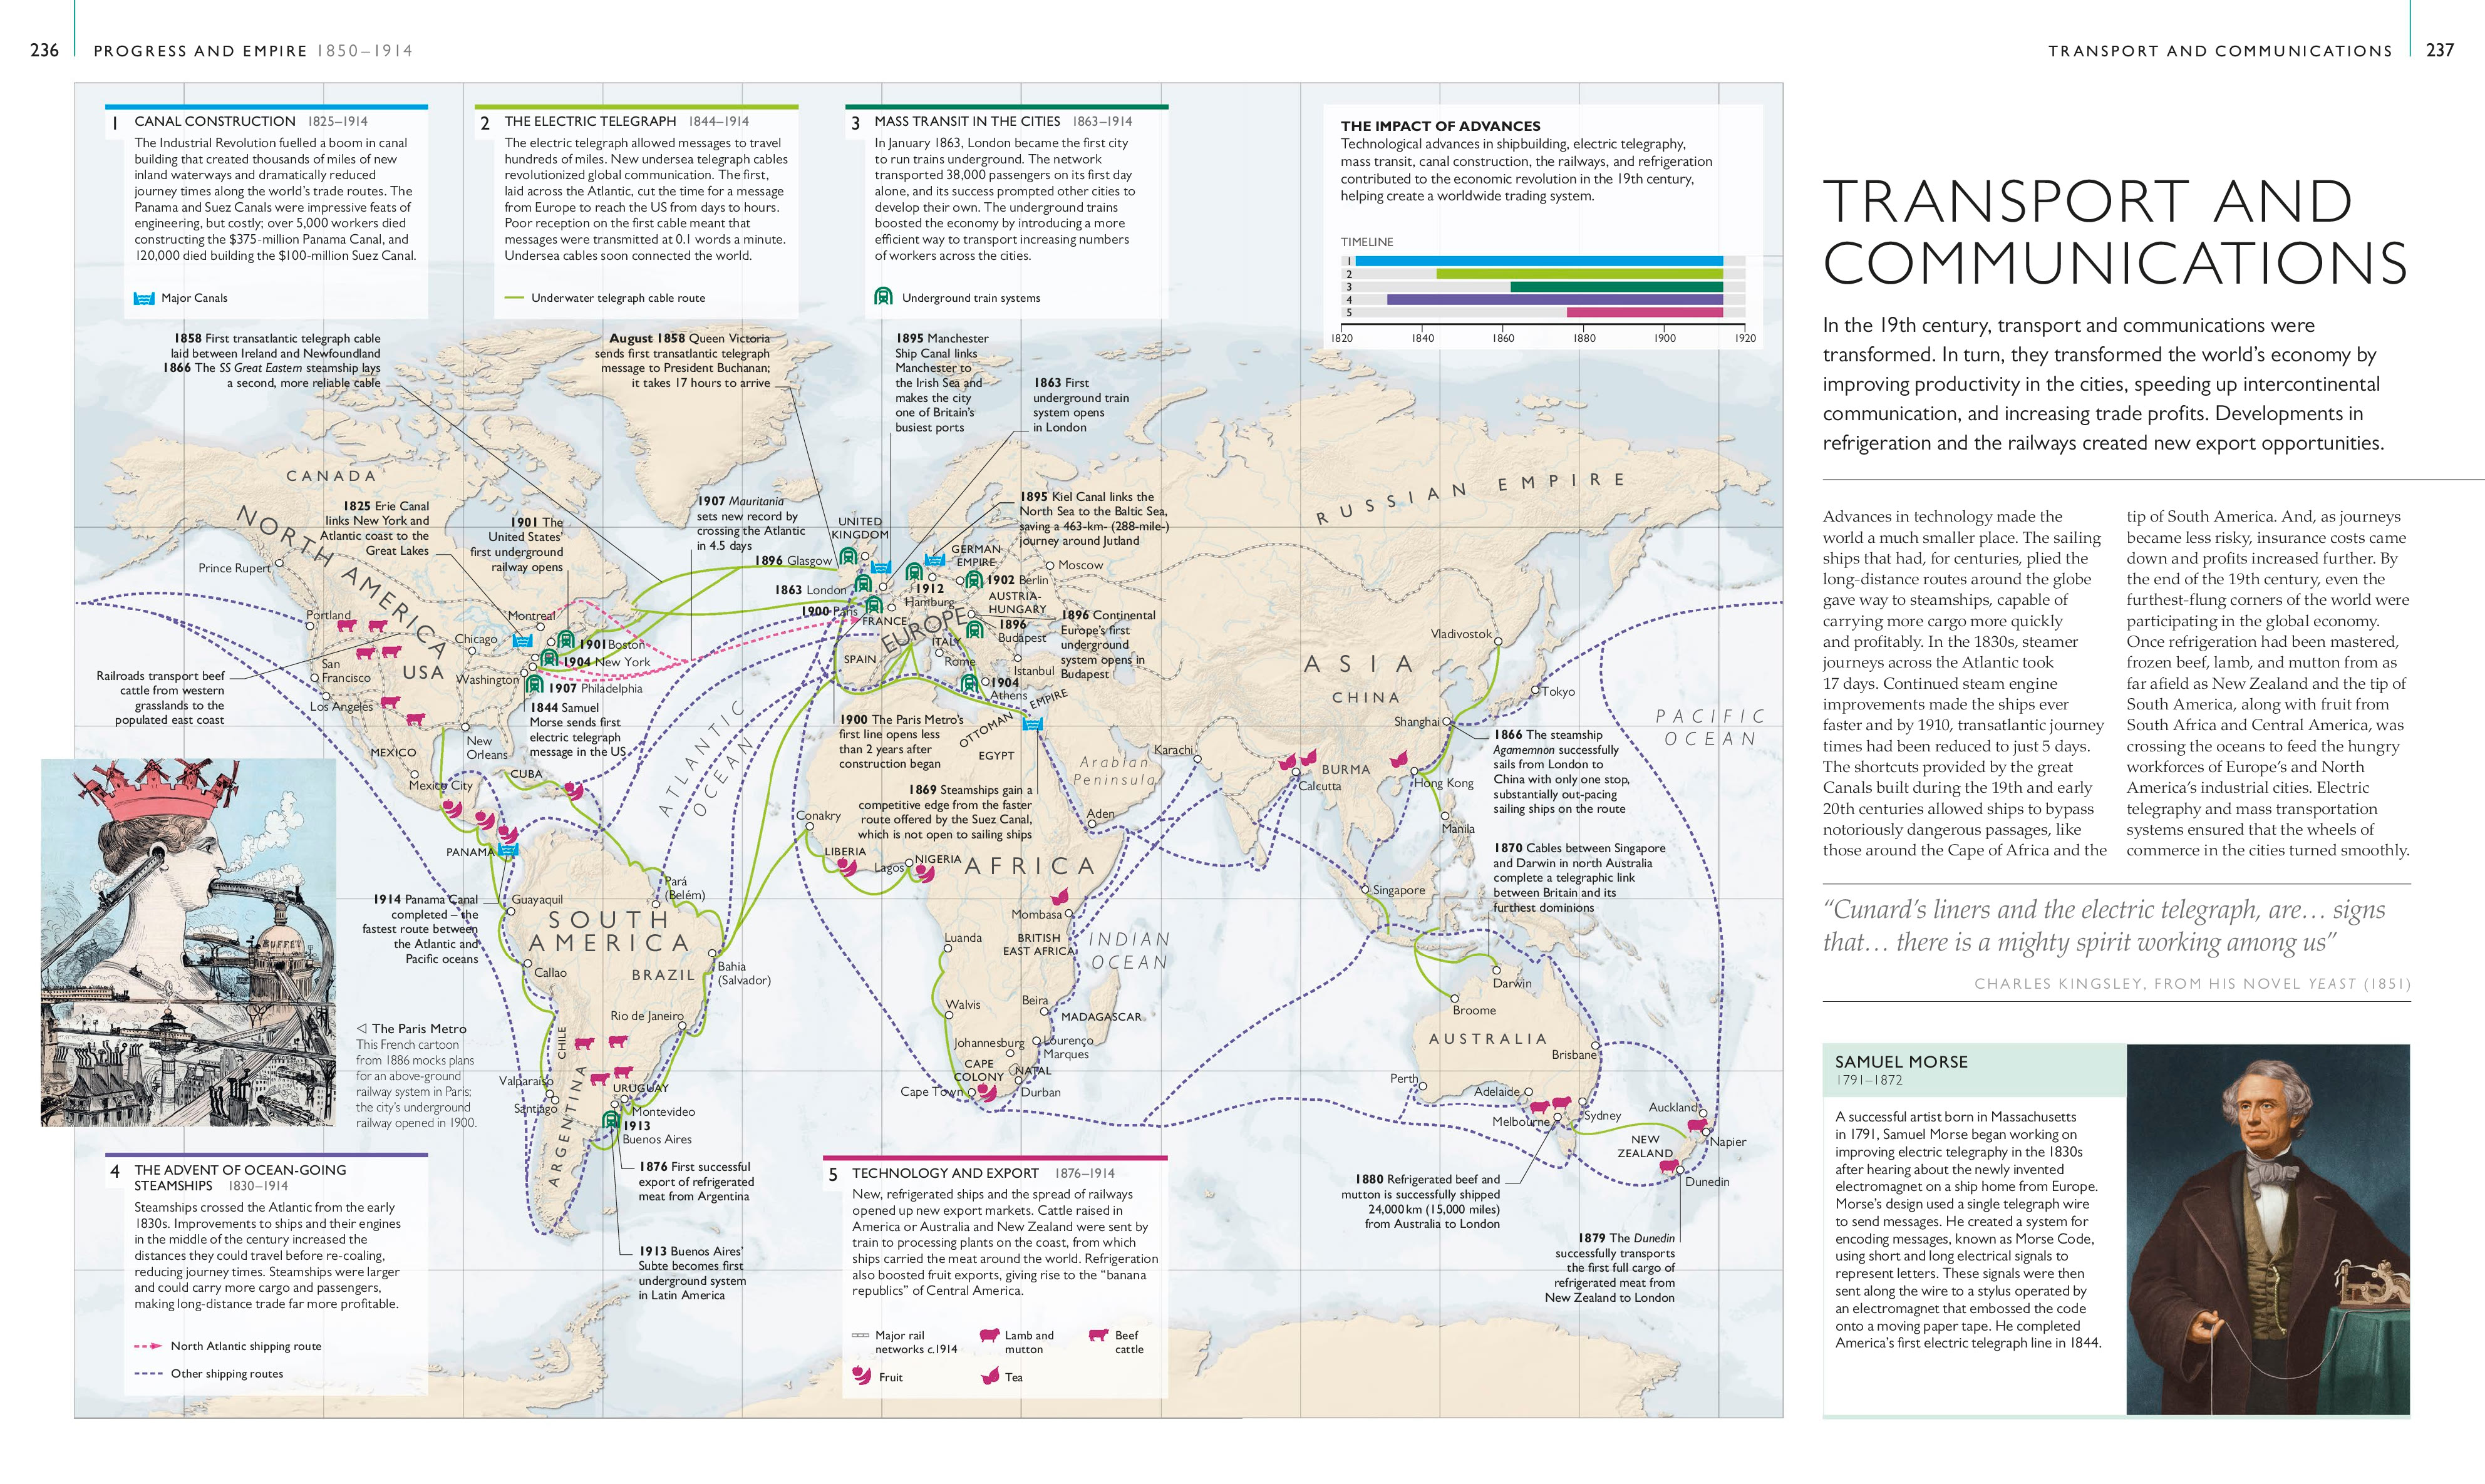 236
PROGRESS AND EMPIRE 1850–1914
TRANSPORT AND COMMUNICATIONS
237
1 CANAL CONSTRUCTION 1825–1914
The Industrial Revolution fuelled a boom in canal
building that created thousands of miles of new
inland waterways and dramatically reduced
journey times along the world's trade routes. The
Panama and Suez Canals were impressive feats of
engineering, but costly; over 5,000 workers died
constructing the $375-million Panama Canal, and
120,000 died building the $100-million Suez Canal.
Major Canals
2 THE ELECTRIC TELEGRAPH 1844–1914
The electric telegraph allowed messages to travel
hundreds of miles. New undersea telegraph cables
revolutionized global communication. The first,
laid across the Atlantic, cut the time for a message
from Europe to reach the US from days to hours.
Poor reception on the first cable meant that
messages were transmitted at 0.1 words a minute.
Undersea cables soon connected the world.
Underwater telegraph cable route
3 MASS TRANSIT IN THE CITIES 1863–1914
In January 1863, London became the first city
to run trains underground. The network
transported 38,000 passengers on its first day
alone, and its success prompted other cities to
develop their own. The underground trains
boosted the economy by introducing a more
efficient way to transport increasing numbers
of workers across the cities.
Underground train systems
THE IMPACT OF ADVANCES
Technological advances in shipbuilding, electric telegraphy,
mass transit, canal construction, the railways, and refrigeration
contributed to the economic revolution in the 19th century,
helping create a worldwide trading system.
TIMELINE
1
2
3
4
5
1820 1840 1860 1880 1900 1920
1858 First transatlantic telegraph cable
laid between Ireland and Newfoundland
1866 The SS Great Eastern steamship lays
a second, more reliable cable
August 1858 Queen Victoria
sends first transatlantic telegraph
message to President Buchanan;
it takes 17 hours to arrive
1895 Manchester
Ship Canal links
Manchester to
the Irish Sea and
makes the city
one of Britain's
busiest ports
1863 First
underground train
system opens
in London
CANADA
NORTH AMERICA
1825 Erie Canal
links New York and
Atlantic coast to the
Great Lakes
1901 The
United States'
first underground
railway opens
1907 Mauritania
sets new record by
crossing the Atlantic
in 4.5 days
UNITED
KINGDOM
1895 Kiel Canal links the
North Sea to the Baltic Sea,
saving a 463-km- (288-mile-)
journey around Jutland
RUSSIAN EMPIRE
1896 Glasgow
GERMAN
EMPIRE
Moscow
Prince Rupert
1863 London
1902 Berlin
1912
Hamburg
AUSTRIA-
HUNGARY
1900 Paris
FRANCE
EUROPE
1896
Budapest
1896 Continental
Europe's first
underground
system opens in
Budapest
Portland
Montreal
Chicago
1901 Boston
1904 New York
Washington
1907 Philadelphia
USA
San
Francisco
Los Angeles
SPAIN
ITALY
Rome
Istanbul
1904
Athens
OTTOMAN EMPIRE
Vladivostok
ASIA
CHINA
Tokyo
Shanghai
PACIFIC
OCEAN
Railroads transport beef
cattle from western
grasslands to the
populated east coast
1844 Samuel
Morse sends first
electric telegraph
message in the US
New
Orleans
MEXICO
Mexico City
CUBA
ATLANTIC
OCEAN
1900 The Paris Metro's
first line opens less
than 2 years after
construction began
EGYPT
Arabian
Peninsula
Karachi
1869 Steamships gain a
competitive edge from the faster
route offered by the Suez Canal,
which is not open to sailing ships
Aden
Calcutta
BURMA
Hong Kong
Manila
1866 The steamship
Agamemnon successfully
sails from London to
China with only one stop,
substantially out-pacing
sailing ships on the route
1870 Cables between Singapore
and Darwin in north Australia
complete a telegraphic link
between Britain and its
furthest dominions
Singapore
PANAMA
Conakry
LIBERIA
Lagos
NIGERIA
AFRICA
1914 Panama Canal
completed – the
fastest route between
the Atlantic and
Pacific oceans
Guayaquil
Pará
(Belém)
SOUTH
AMERICA
BRAZIL
Callao
Bahia
(Salvador)
Rio de Janeiro
CHILE
Valparaiso
Santiago
ARGENTINA
URUGUAY
Montevideo
1913
Buenos Aires
1876 First successful
export of refrigerated
meat from Argentina
1913 Buenos Aires'
Subte becomes first
underground system
in Latin America
Mombasa
BRITISH
EAST AFRICA
INDIAN
OCEAN
Luanda
Walvis
Beira
MADAGASCAR
Johannesburg
Lourenço
Marques
CAPE
COLONY
NATAL
Cape Town
Durban
Darwin
Broome
AUSTRALIA
Brisbane
Perth
Adelaide
Melbourne
Sydney
Auckland
Napier
NEW
ZEALAND
Dunedin
1880 Refrigerated beef and
mutton is successfully shipped
24,000km (15,000 miles)
from Australia to London
1879 The Dunedin
successfully transports
the first full cargo of
refrigerated meat from
New Zealand to London
BUFFET
◁ The Paris Metro
This French cartoon
from 1886 mocks plans
for an above-ground
railway system in Paris;
the city's underground
railway opened in 1900.
4 THE ADVENT OF OCEAN-GOING
STEAMSHIPS 1830–1914
Steamships crossed the Atlantic from the early
1830s. Improvements to ships and their engines
in the middle of the century increased the
distances they could travel before re-coaling,
reducing journey times. Steamships were larger
and could carry more cargo and passengers,
making long-distance trade far more profitable.
North Atlantic shipping route
Other shipping routes
5 TECHNOLOGY AND EXPORT 1876–1914
New, refrigerated ships and the spread of railways
opened up new export markets. Cattle raised in
America or Australia and New Zealand were sent by
train to processing plants on the coast, from which
ships carried the meat around the world. Refrigeration
also boosted fruit exports, giving rise to the “banana
republics” of Central America.
Major rail
networks c.1914
Lamb and
mutton
Beef
cattle
Fruit
Tea
TRANSPORT AND
COMMUNICATIONS
In the 19th century, transport and communications were
transformed. In turn, they transformed the world's economy by
improving productivity in the cities, speeding up intercontinental
communication, and increasing trade profits. Developments in
refrigeration and the railways created new export opportunities.
Advances in technology made the
world a much smaller place. The sailing
ships that had, for centuries, plied the
long-distance routes around the globe
gave way to steamships, capable of
carrying more cargo more quickly
and profitably. In the 1830s, steamer
journeys across the Atlantic took
17 days. Continued steam engine
improvements made the ships ever
faster and by 1910, transatlantic journey
times had been reduced to just 5 days.
The shortcuts provided by the great
Canals built during the 19th and early
20th centuries allowed ships to bypass
notoriously dangerous passages, like
those around the Cape of Africa and the
tip of South America. And, as journeys
became less risky, insurance costs came
down and profits increased further. By
the end of the 19th century, even the
furthest-flung corners of the world were
participating in the global economy.
Once refrigeration had been mastered,
frozen beef, lamb, and mutton from as
far afield as New Zealand and the tip of
South America, along with fruit from
South Africa and Central America, was
crossing the oceans to feed the hungry
workforces of Europe's and North
America's industrial cities. Electric
telegraphy and mass transportation
systems ensured that the wheels of
commerce in the cities turned smoothly.
“Cunard's liners and the electric telegraph, are… signs
that… there is a mighty spirit working among us”
CHARLES KINGSLEY, FROM HIS NOVEL YEAST (1851)
SAMUEL MORSE
1791–1872
A successful artist born in Massachusetts
in 1791, Samuel Morse began working on
improving electric telegraphy in the 1830s
after hearing about the newly invented
electromagnet on a ship home from Europe.
Morse's design used a single telegraph wire
to send messages. He created a system for
encoding messages, known as Morse Code,
using short and long electrical signals to
represent letters. These signals were then
sent along the wire to a stylus operated by
an electromagnet that embossed the code
onto a moving paper tape. He completed
America's first electric telegraph line in 1844.